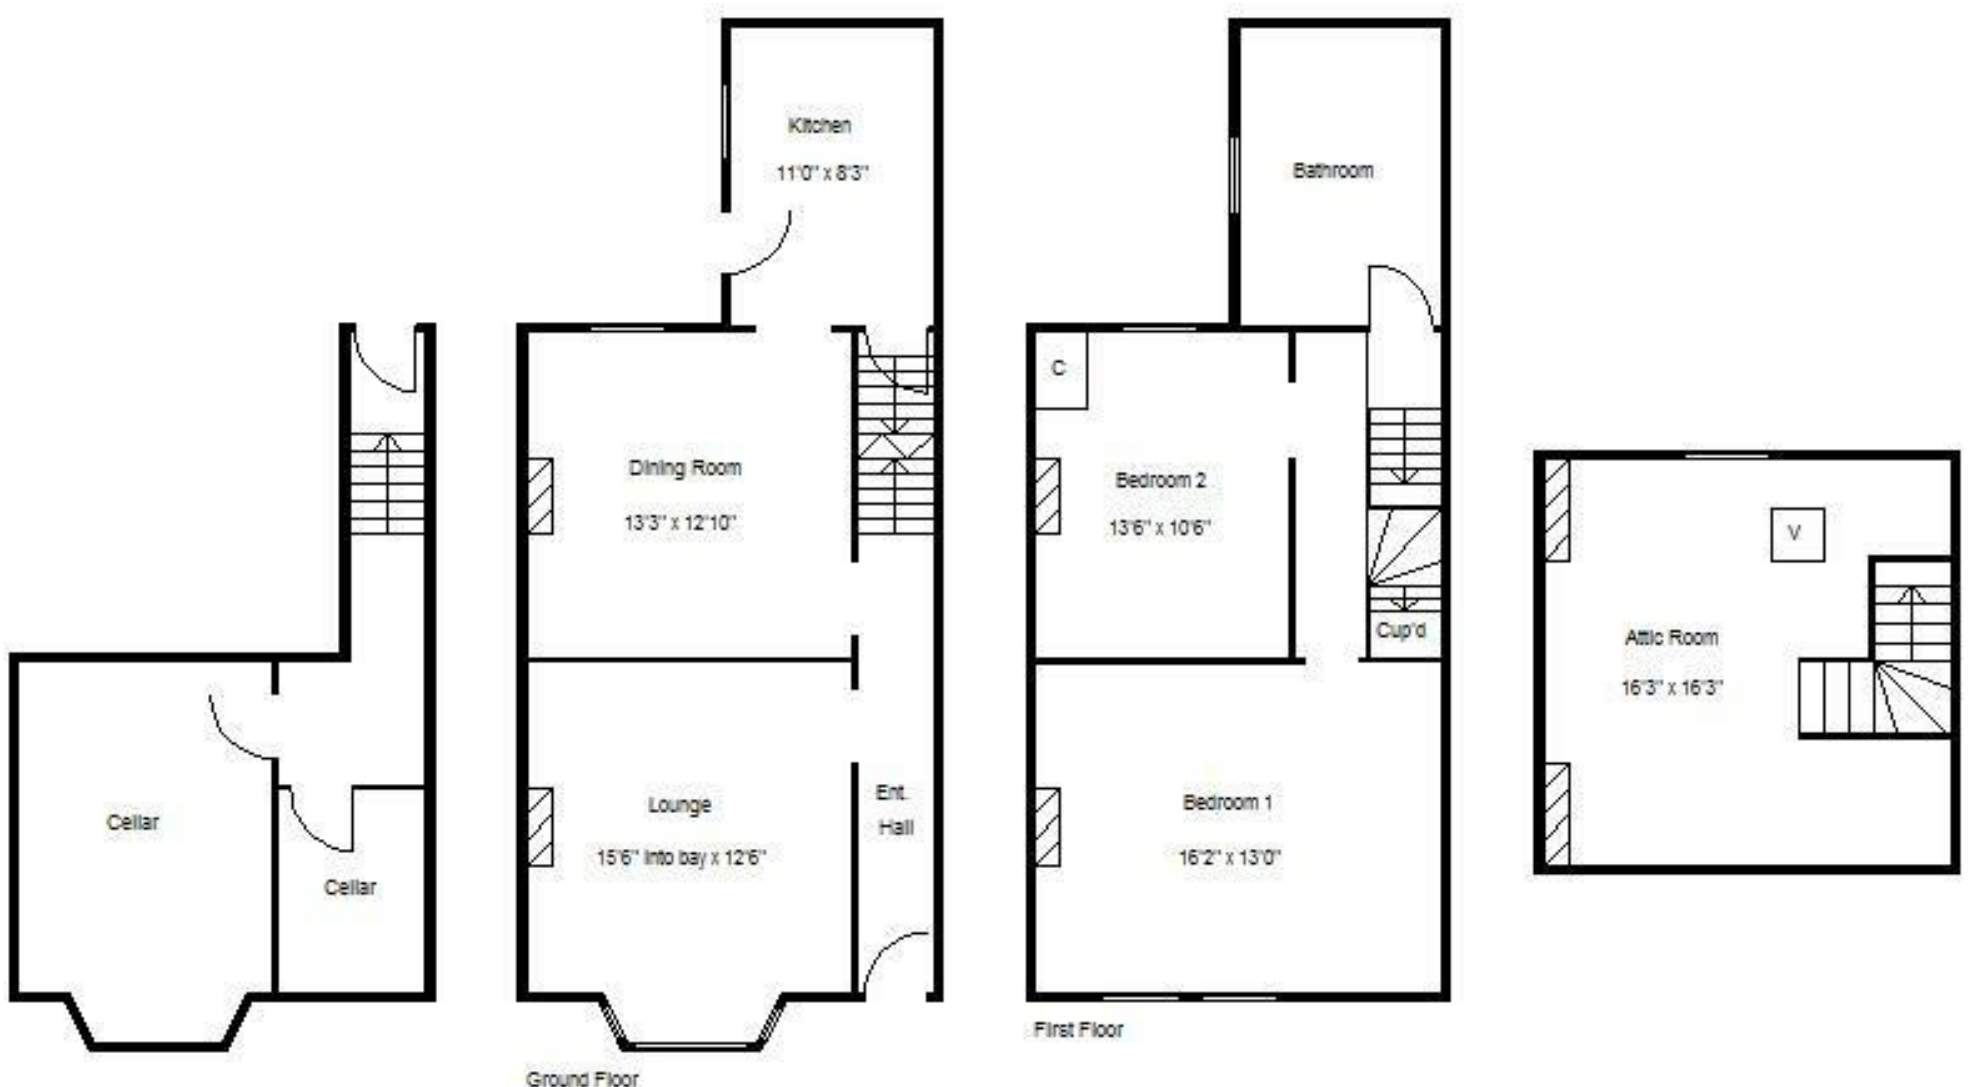 Cellar
Cellar
Kitchen
11'0" x 8'3"
Dining Room
13'3" x 12'10"
Lounge
15'6" into bay x 12'6"
Ent.
Hall
Ground Floor
Bathroom
C
Bedroom 2
13'6" x 10'6"
Cup'd
Bedroom 1
16'2" x 13'0"
First Floor
V
Attic Room
16'3" x 16'3"